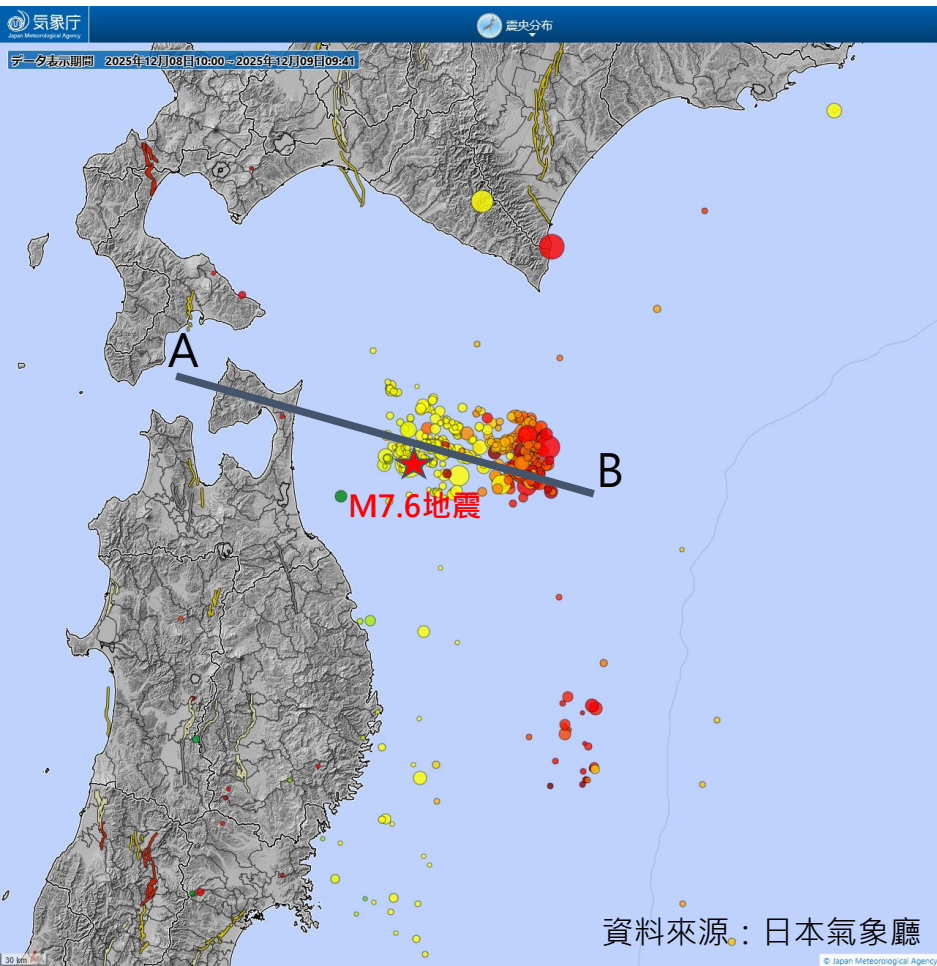 気象庁
Japan Meteorological Agency
震央分布
データ表示期間 2025年12月08日10:00～2025年12月09日09:41
A
B
M7.6地震
資料來源：日本氣象廳
30 km
© Japan Meteorological Agency